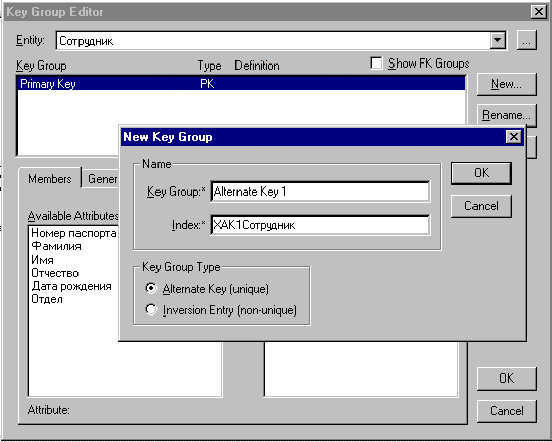 Key Group Editor
Entity: Сотрудник ...
Key Group Type Definition Show FK Groups
Primary Key PK
New...
Rename...
New Key Group
Name
Key Group:* Alternate Key 1
Index:* XAK1Сотрудник
OK
Cancel
Key Group Type
Alternate Key (unique)
Inversion Entry (non-unique)
Members Gener
Available Attributes
Номер паспорта
Фамилия
Имя
Отчество
Дата рождения
Отдел
Attribute:
OK
Cancel